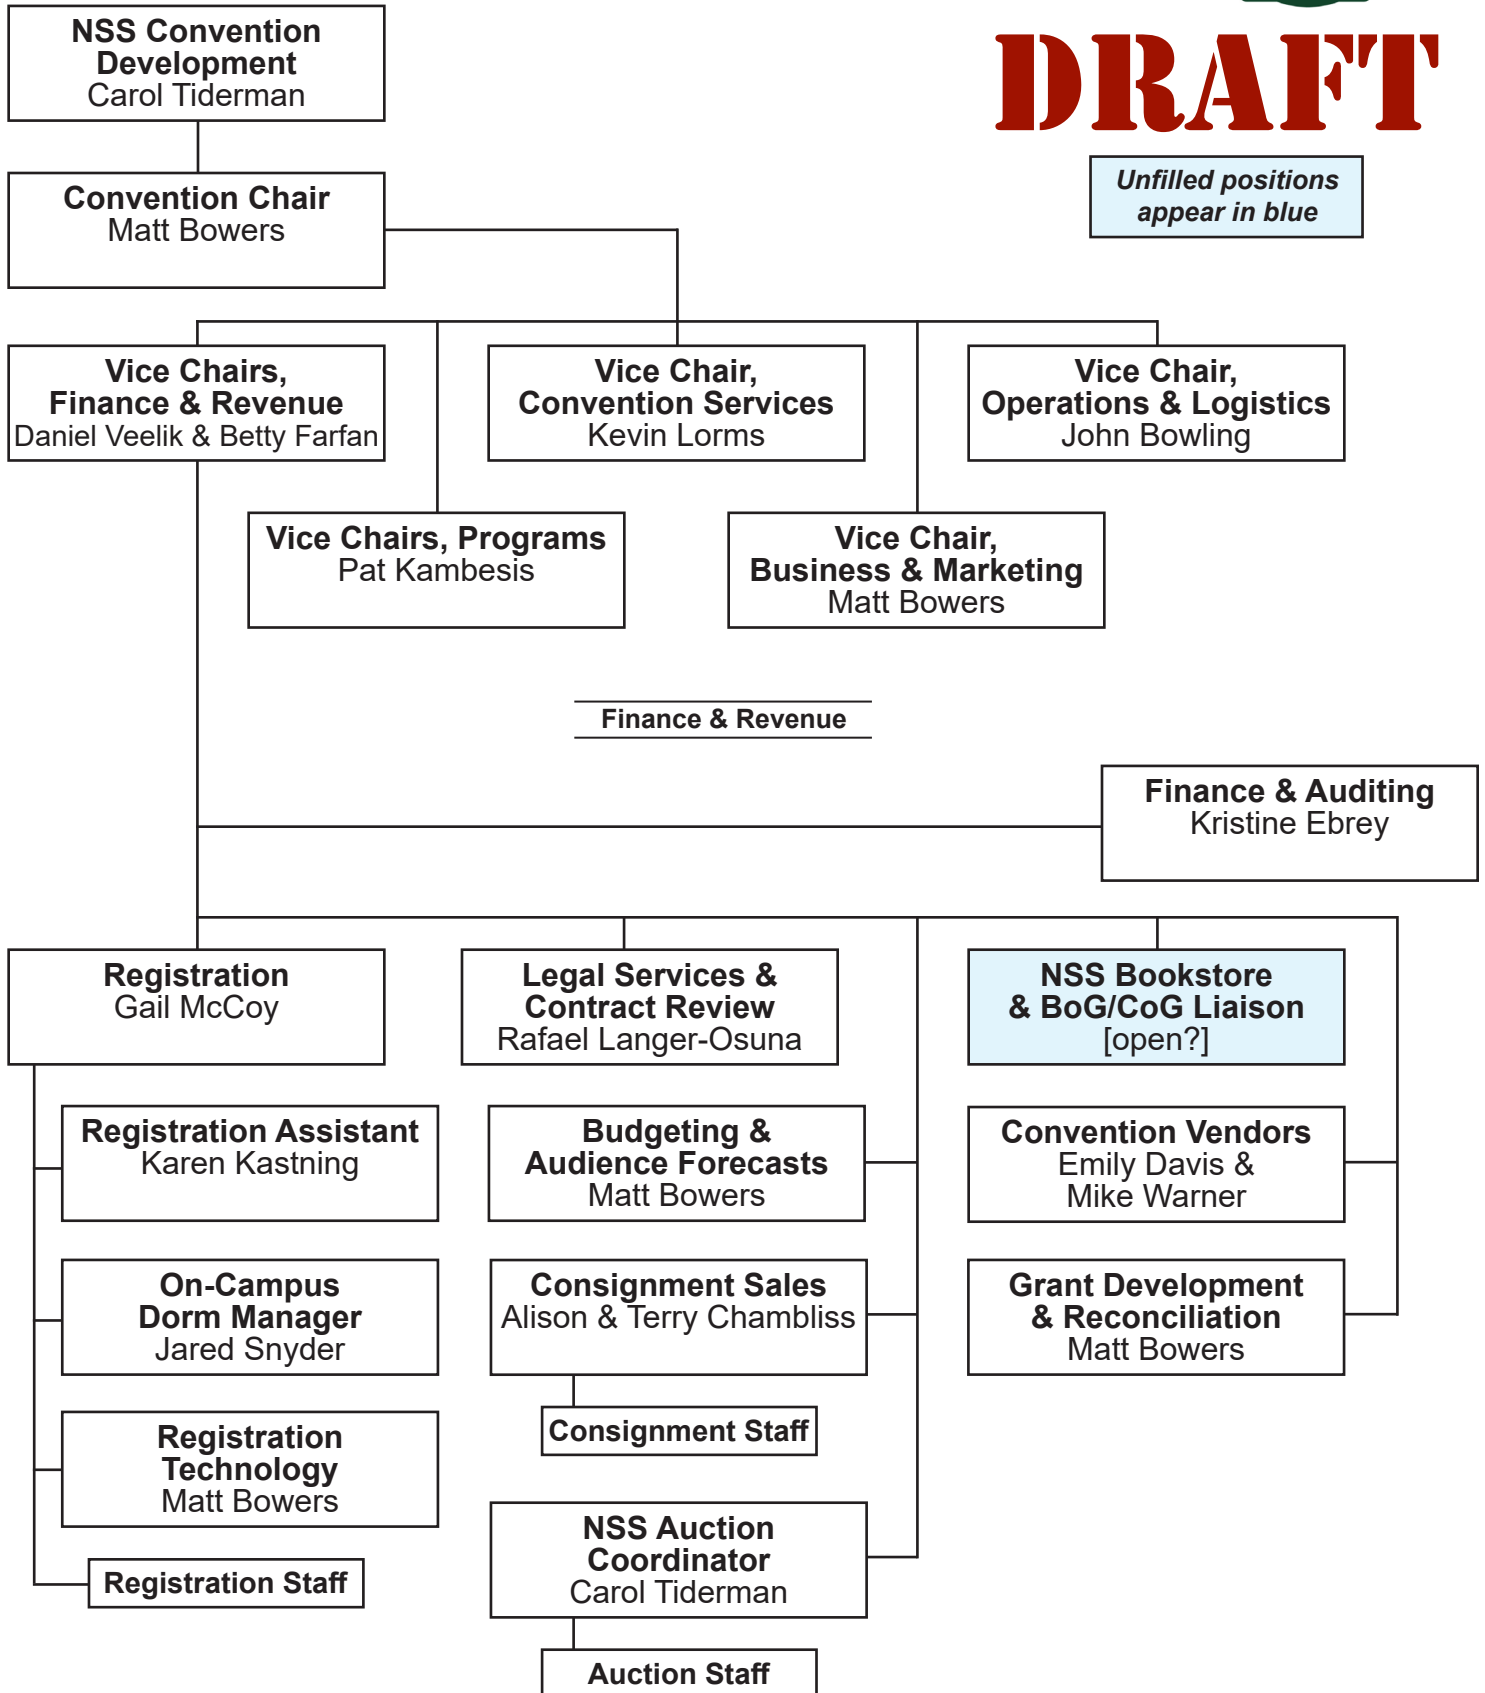 NSS Convention
Development
Carol Tiderman
DRAFT
Unfilled positions
appear in blue
Convention Chair
Matt Bowers
Vice Chairs,
Finance & Revenue
Daniel Veelik & Betty Farfan
Vice Chair,
Convention Services
Kevin Lorms
Vice Chair,
Operations & Logistics
John Bowling
Vice Chairs, Programs
Pat Kambesis
Vice Chair,
Business & Marketing
Matt Bowers
Finance & Revenue
Finance & Auditing
Kristine Ebrey
Registration
Gail McCoy
Legal Services &
Contract Review
Rafael Langer-Osuna
NSS Bookstore
& BoG/CoG Liaison
[open?]
Registration Assistant
Karen Kastning
Budgeting &
Audience Forecasts
Matt Bowers
Convention Vendors
Emily Davis &
Mike Warner
On-Campus
Dorm Manager
Jared Snyder
Consignment Sales
Alison & Terry Chambliss
Grant Development
& Reconciliation
Matt Bowers
Consignment Staff
Registration
Technology
Matt Bowers
NSS Auction
Coordinator
Carol Tiderman
Registration Staff
Auction Staff